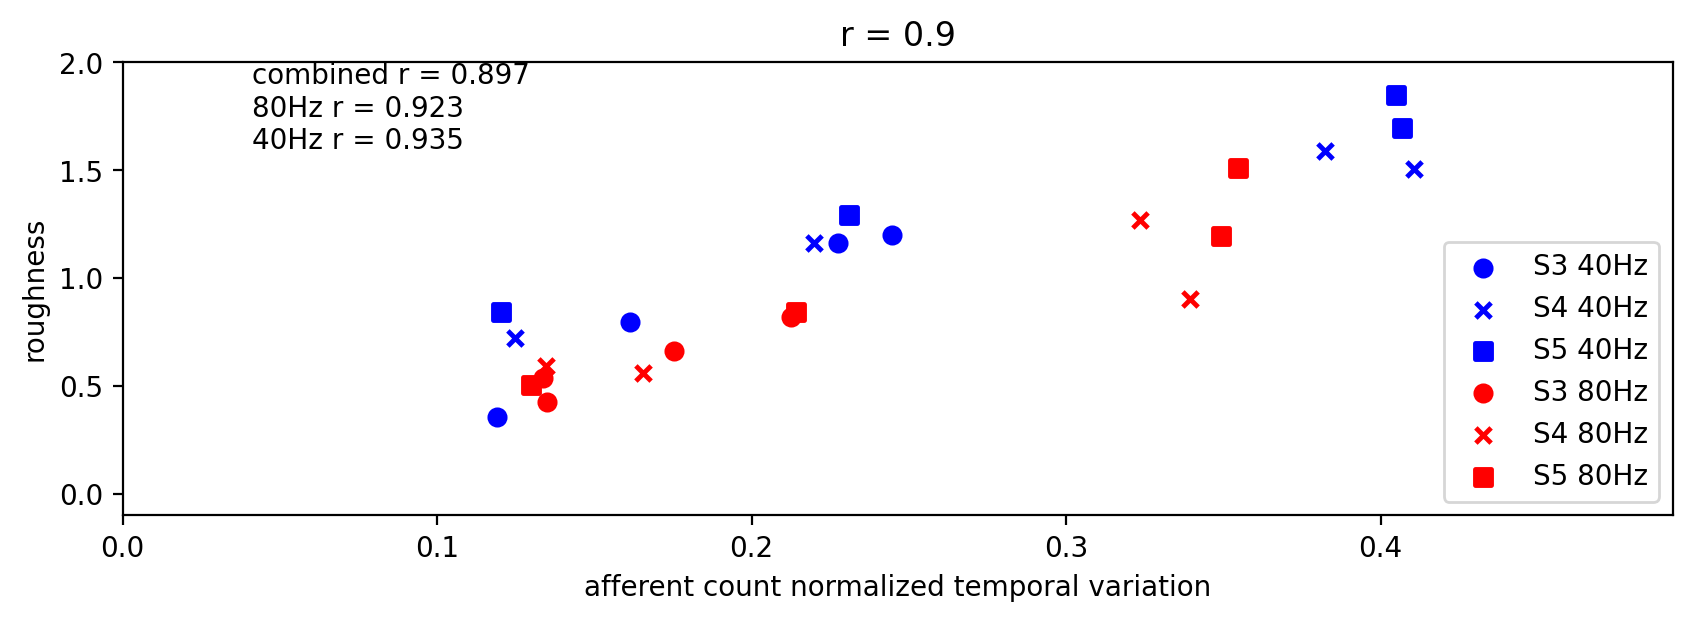 r = 0.9
combined r = 0.897
80Hz r = 0.923
40Hz r = 0.935
2.0
1.5
1.0
0.5
0.0
roughness
S3 40Hz
S4 40Hz
S5 40Hz
S3 80Hz
S4 80Hz
S5 80Hz
0.0 0.1 0.2 0.3 0.4
afferent count normalized temporal variation